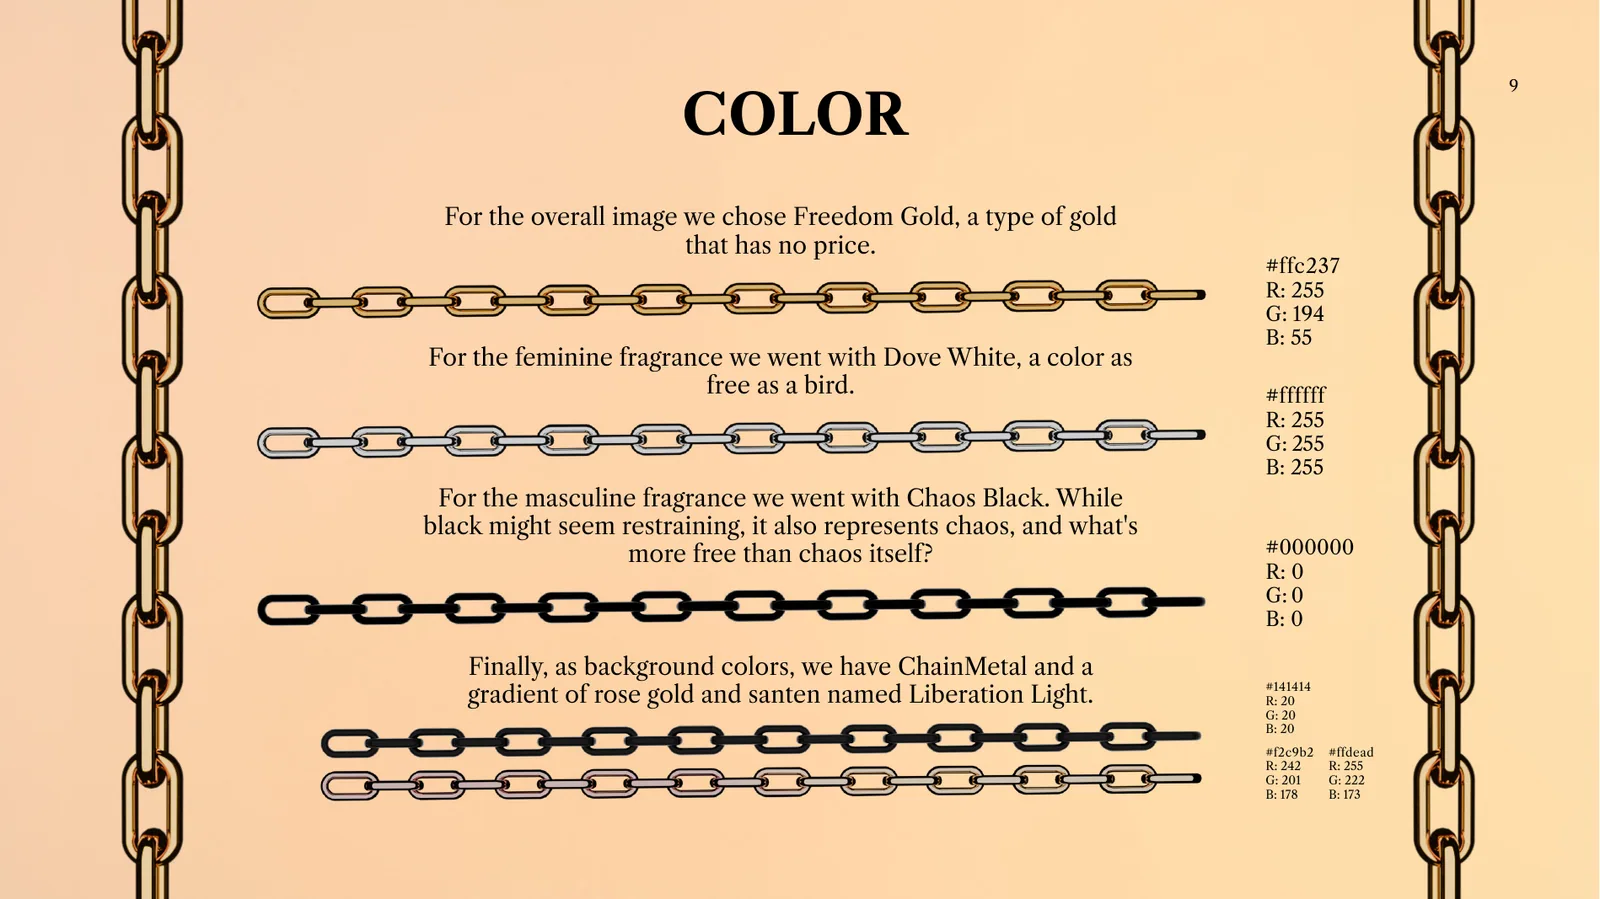 9
COLOR
For the overall image we chose Freedom Gold, a type of gold
that has no price.
#ffc237
R: 255
G: 194
B: 55
For the feminine fragrance we went with Dove White, a color as
free as a bird.
#ffffff
R: 255
G: 255
B: 255
For the masculine fragrance we went with Chaos Black. While
black might seem restraining, it also represents chaos, and what's
more free than chaos itself?
#000000
R: 0
G: 0
B: 0
Finally, as background colors, we have ChainMetal and a
gradient of rose gold and santen named Liberation Light.
#141414
R: 20
G: 20
B: 20
#f2c9b2
R: 242
G: 201
B: 178
#ffdead
R: 255
G: 222
B: 173